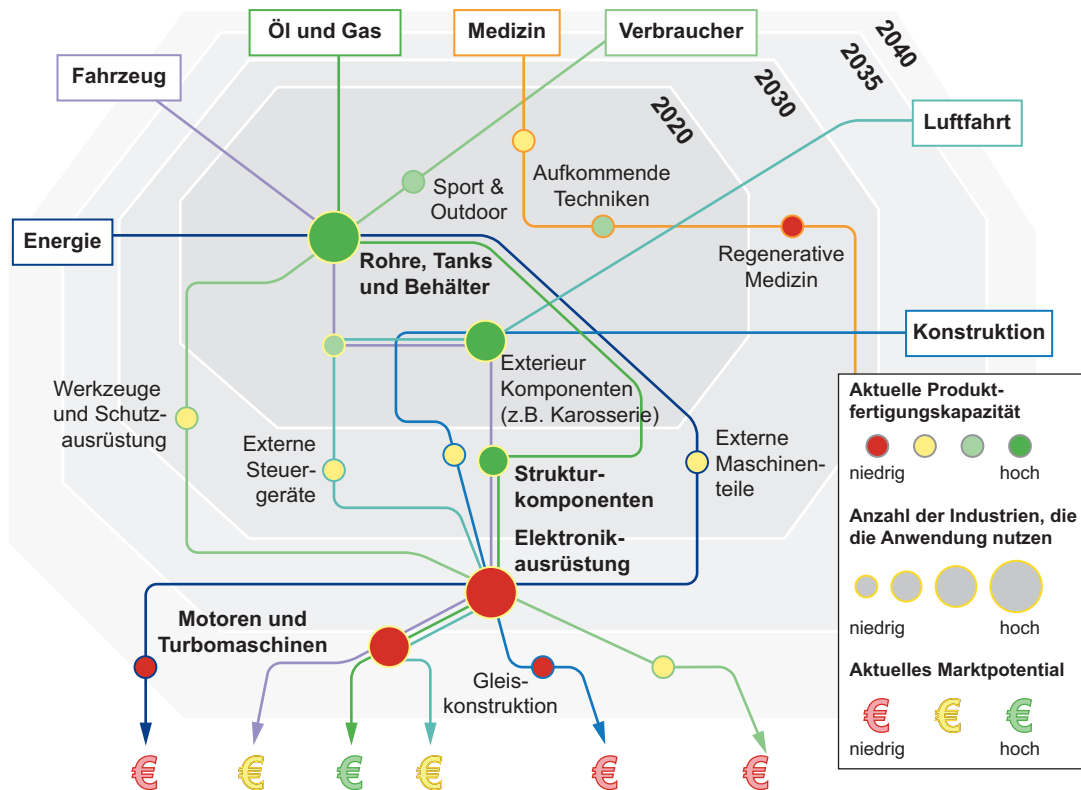 Öl und Gas
Medizin
Verbraucher
Fahrzeug
2040
2035
2030
2020
Luftfahrt
Sport &
Outdoor
Aufkommende
Techniken
Energie
Regenerative
Medizin
Rohre, Tanks
und Behälter
Konstruktion
Exterieur
Komponenten
(z.B. Karosserie)
Werkzeuge
und Schutz-
ausrüstung
Externe
Steuer-
geräte
Externe
Maschinen-
teile
Struktur-
komponenten
Elektronik-
ausrüstung
Motoren und
Turbomaschinen
Gleis-
konstruktion
€
€
€
€
€
€
Aktuelle Produkt-
fertigungskapazität
niedrig hoch
Anzahl der Industrien, die
die Anwendung nutzen
niedrig hoch
Aktuelles Marktpotential
€ € €
niedrig hoch